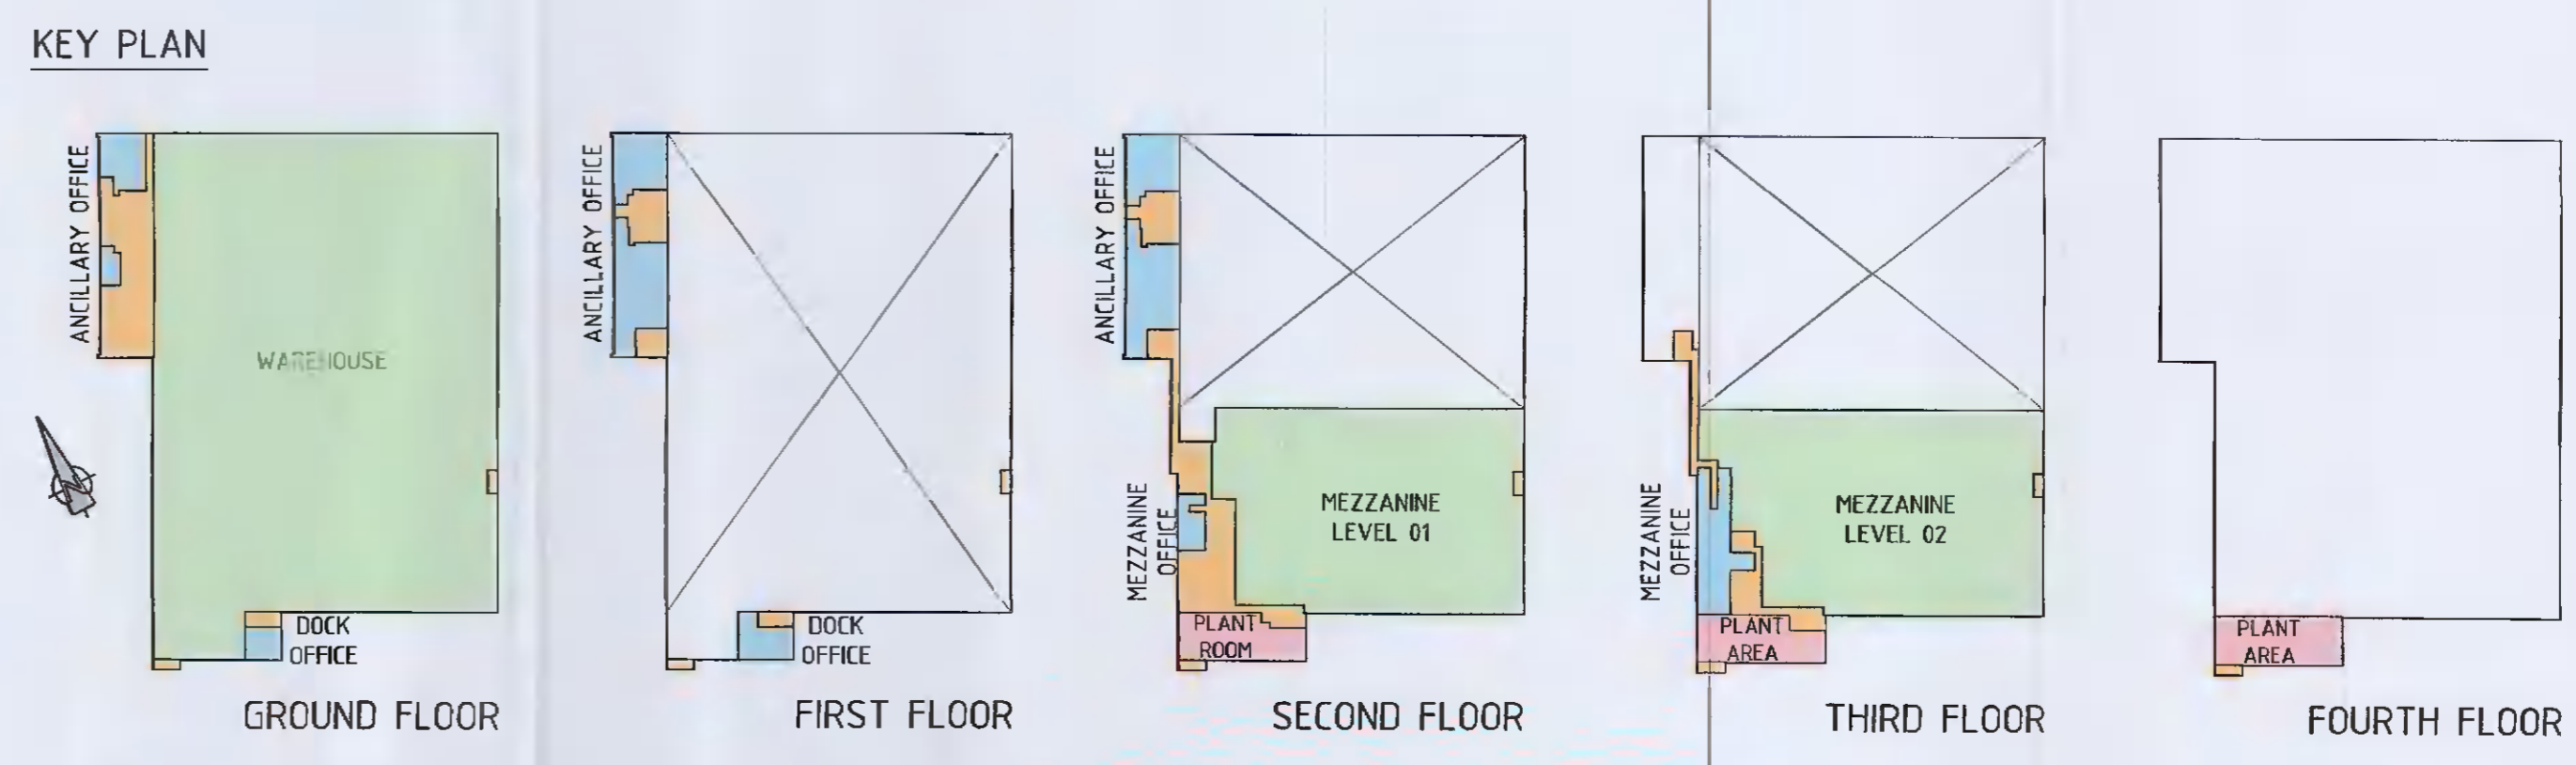 KEY PLAN
ANCILLARY OFFICE
WAREHOUSE
DOCK
OFFICE
GROUND FLOOR
ANCILLARY OFFICE
DOCK
OFFICE
FIRST FLOOR
ANCILLARY OFFICE
MEZZANINE
OFFICE
MEZZANINE
LEVEL 01
PLANT
ROOM
SECOND FLOOR
MEZZANINE
OFFICE
MEZZANINE
LEVEL 02
PLANT
AREA
THIRD FLOOR
PLANT
AREA
FOURTH FLOOR